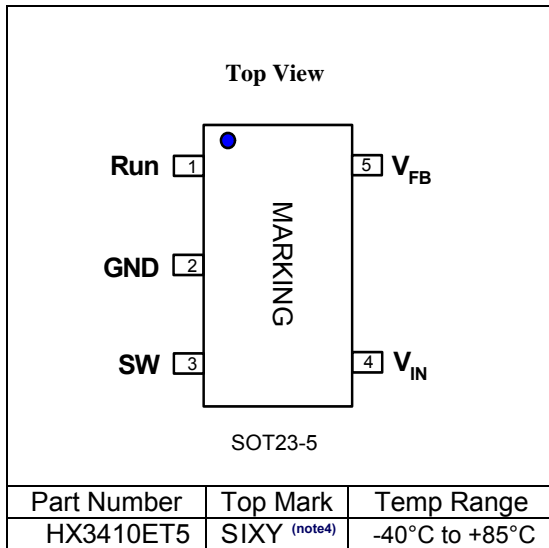 Top View
Run 1 5 VFB
MARKING
GND 2
SW 3 4 VIN
SOT23-5
Part Number Top Mark Temp Range
HX3410ET5 SIXY (note4) -40°C to +85°C